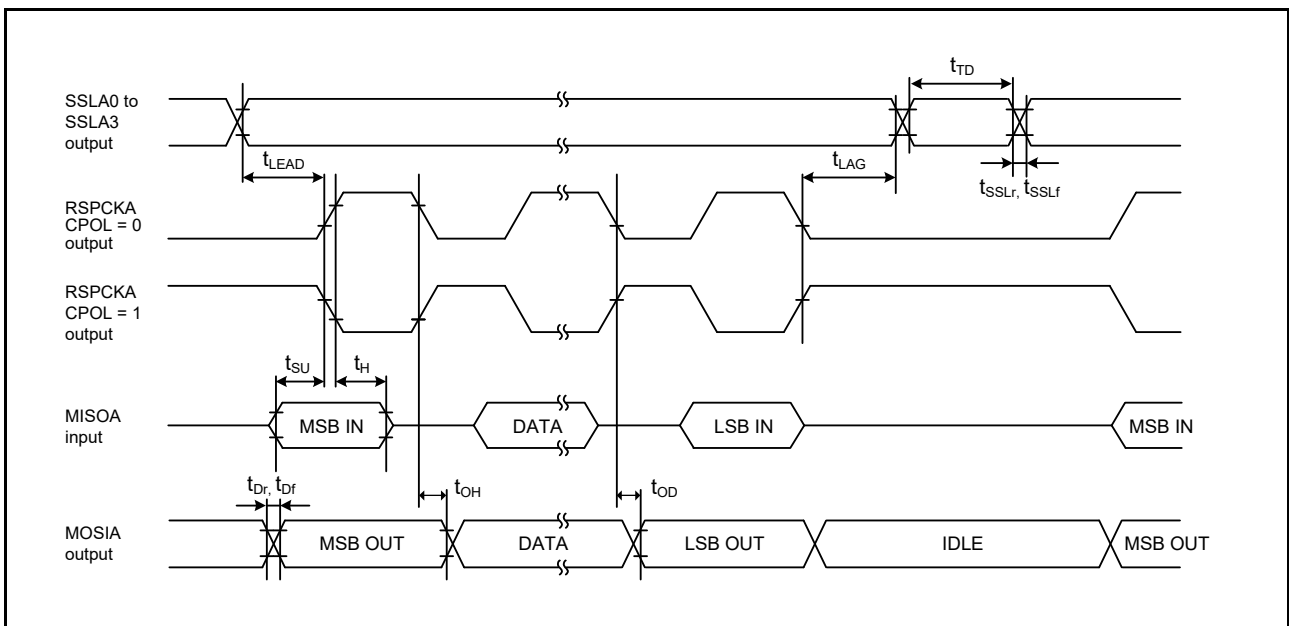 SSLA0 to
SSLA3
output
tTD
tLEAD
tLAG
tSSLr, tSSLf
RSPCKA
CPOL = 0
output
RSPCKA
CPOL = 1
output
tSU
tH
MISOA
input
MSB IN
DATA
LSB IN
MSB IN
tDr, tDf
tOH
tOD
MOSIA
output
MSB OUT
DATA
LSB OUT
IDLE
MSB OUT